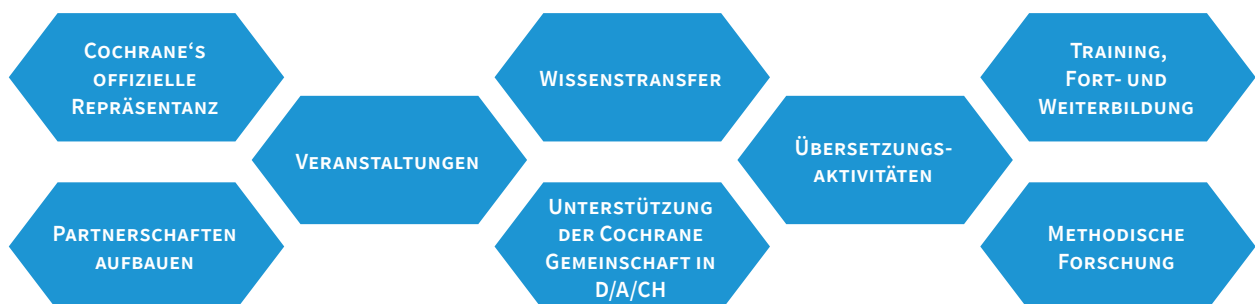 Cochrane‘s
offizielle
Repräsentanz
Wissenstransfer
Training,
Fort- und
Weiterbildung
Veranstaltungen
Übersetzungs-
aktivitäten
Partnerschaften
aufbauen
Unterstützung
der Cochrane
Gemeinschaft in
D/A/CH
Methodische
Forschung